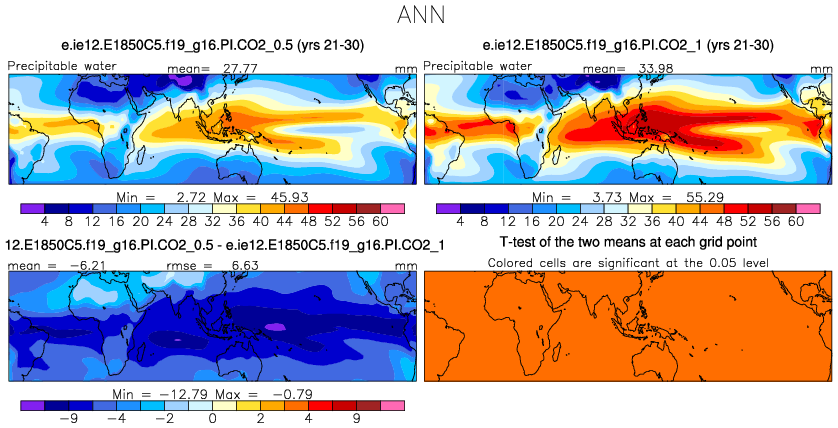 ANN
e.ie12.E1850C5.f19_g16.PI.CO2_0.5 (yrs 21-30)
Precipitable water mean= 27.77 mm
Min = 2.72 Max = 45.93
4 8 12 16 20 24 28 32 36 40 44 48 52 56 60
e.ie12.E1850C5.f19_g16.PI.CO2_1 (yrs 21-30)
Precipitable water mean= 33.98 mm
Min = 3.73 Max = 55.29
4 8 12 16 20 24 28 32 36 40 44 48 52 56 60
12.E1850C5.f19_g16.PI.CO2_0.5 - e.ie12.E1850C5.f19_g16.PI.CO2_1
mean = -6.21 rmse = 6.63 mm
Min = -12.79 Max = -0.79
-9 -4 -2 0 2 4 9
T-test of the two means at each grid point
Colored cells are significant at the 0.05 level